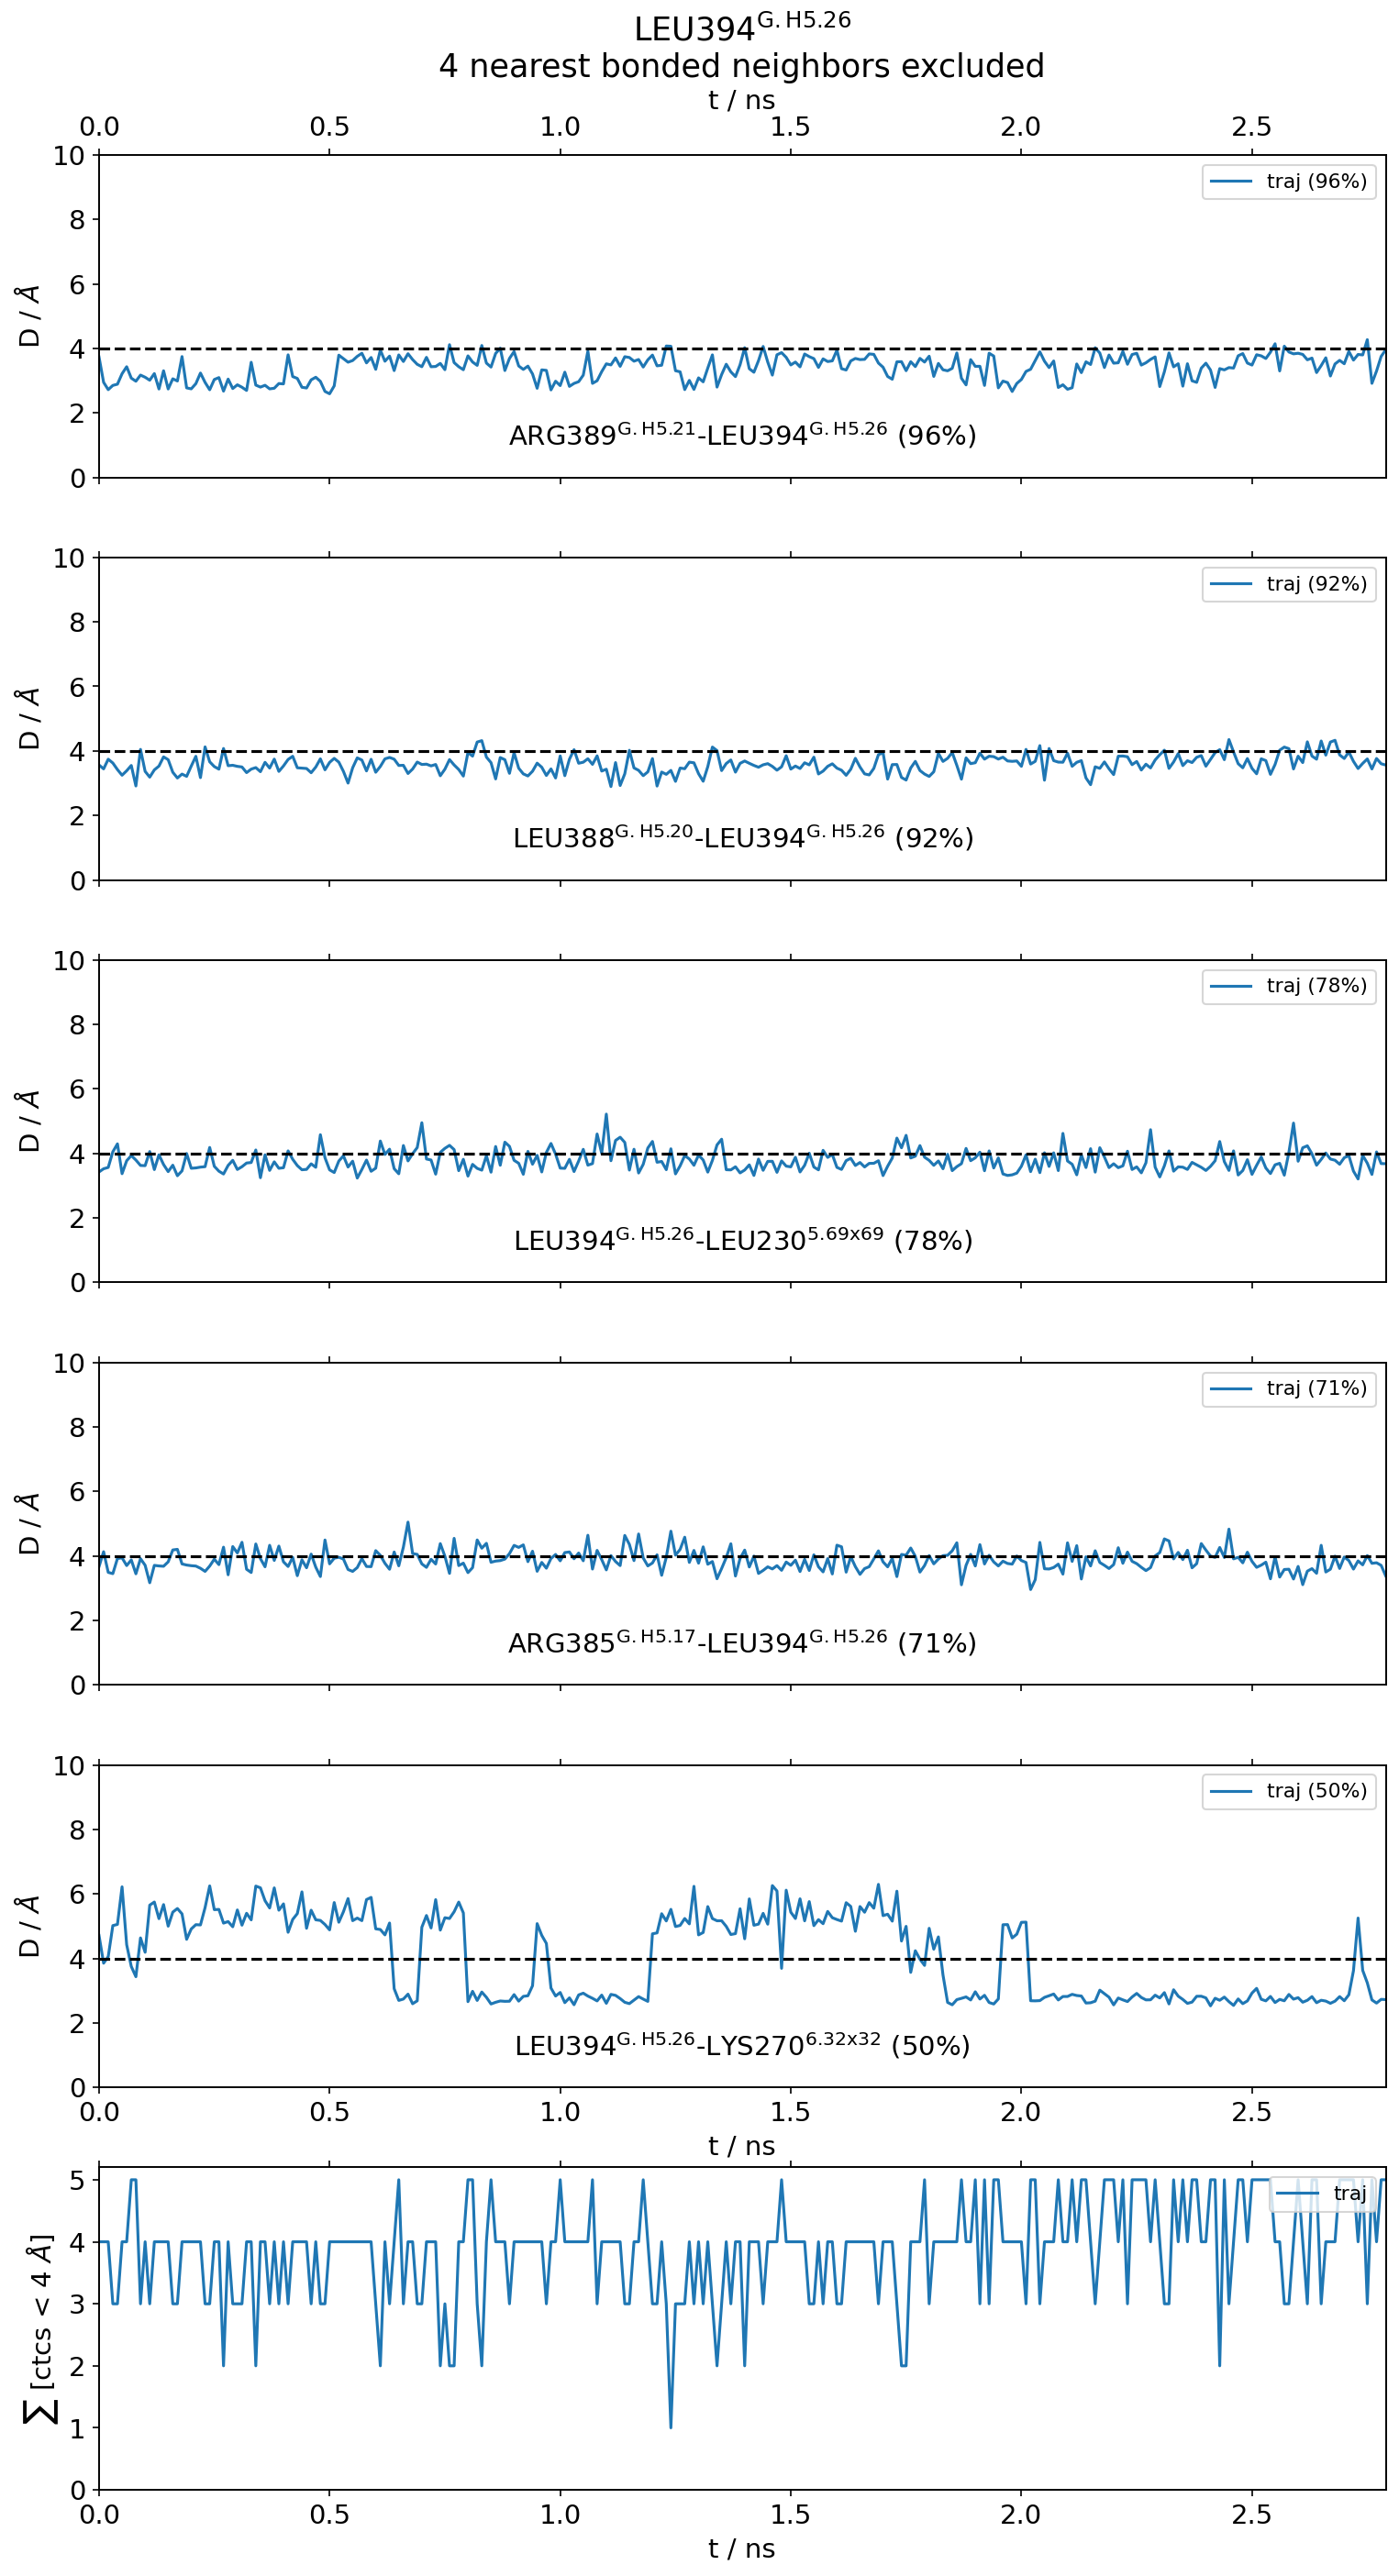 LEU394^G.H5.26
4 nearest bonded neighbors excluded
t / ns
0.0 0.5 1.0 1.5 2.0 2.5
10
8
6
4
2
0
D / Å
traj (96%)
ARG389^G.H5.21-LEU394^G.H5.26 (96%)
10
8
6
4
2
0
D / Å
traj (92%)
LEU388^G.H5.20-LEU394^G.H5.26 (92%)
10
8
6
4
2
0
D / Å
traj (78%)
LEU394^G.H5.26-LEU230^5.69x69 (78%)
10
8
6
4
2
0
D / Å
traj (71%)
ARG385^G.H5.17-LEU394^G.H5.26 (71%)
10
8
6
4
2
0
D / Å
traj (50%)
LEU394^G.H5.26-LYS270^6.32x32 (50%)
0.0 0.5 1.0 1.5 2.0 2.5
t / ns
5
4
3
2
1
0
∑ [ctcs < 4 Å]
traj
0.0 0.5 1.0 1.5 2.0 2.5
t / ns